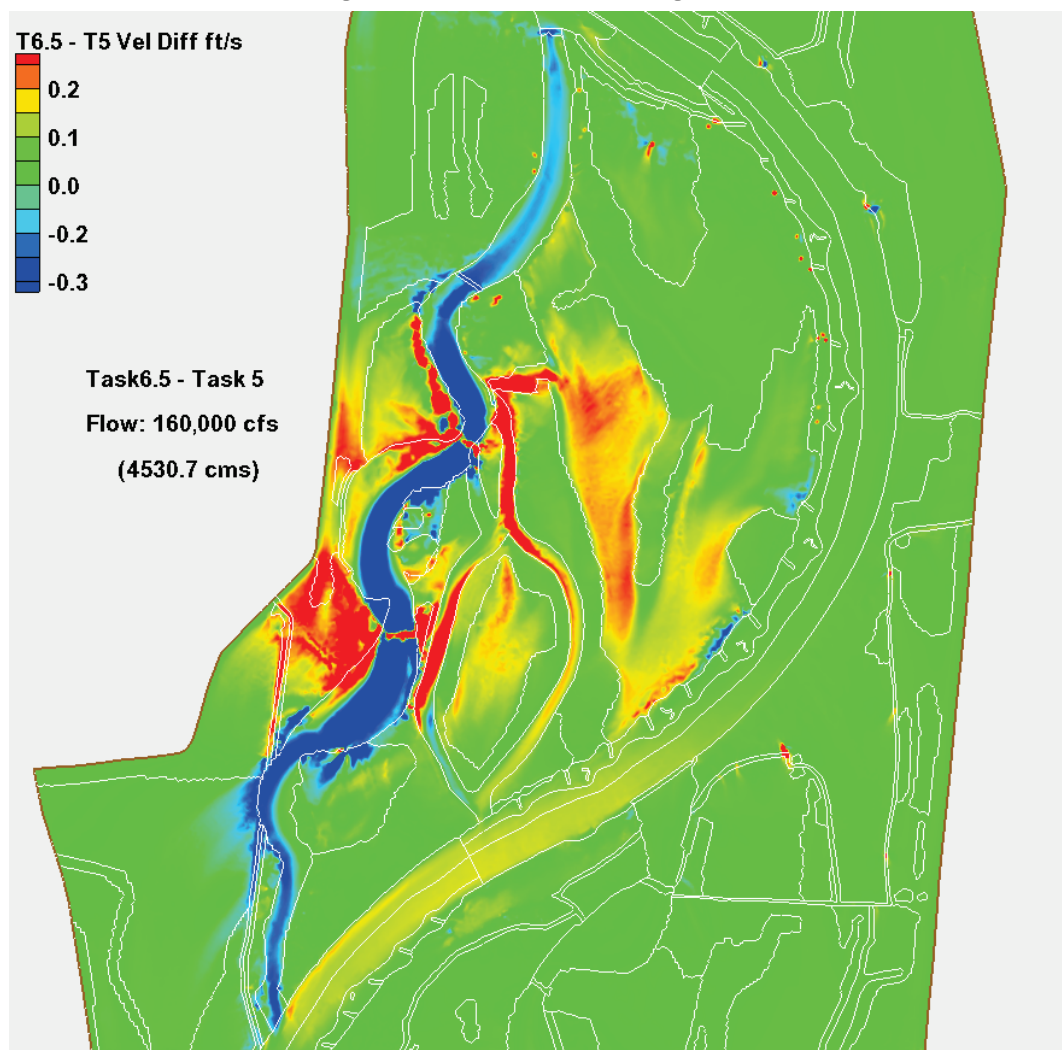 T6.5 - T5 Vel Diff ft/s
0.2
0.1
0.0
-0.2
-0.3
Task6.5 - Task 5
Flow: 160,000 cfs
(4530.7 cms)